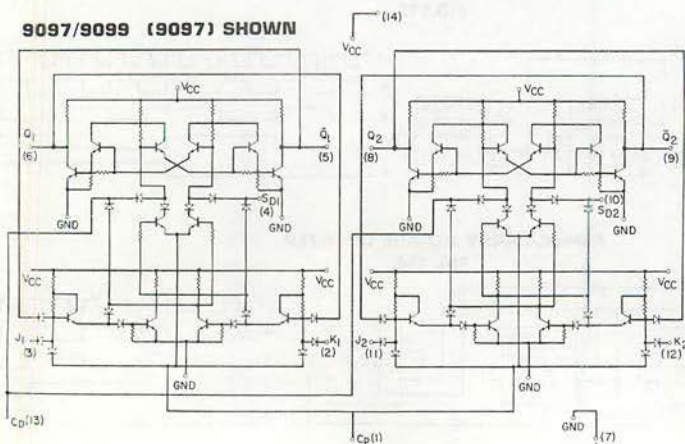 9097/9099 (9097) SHOWN
(14)
VCC
VCC
VCC
Q1
(6)
Q̄1
(5)
Q2
(8)
Q̄2
(9)
SD1
(4)
(10)
SD2
GND
GND
GND
GND
VCC
VCC
VCC
VCC
J1
(3)
K1
(2)
J2
(11)
K2
(12)
GND
GND
CD(13)
CP(1)
GND
(7)